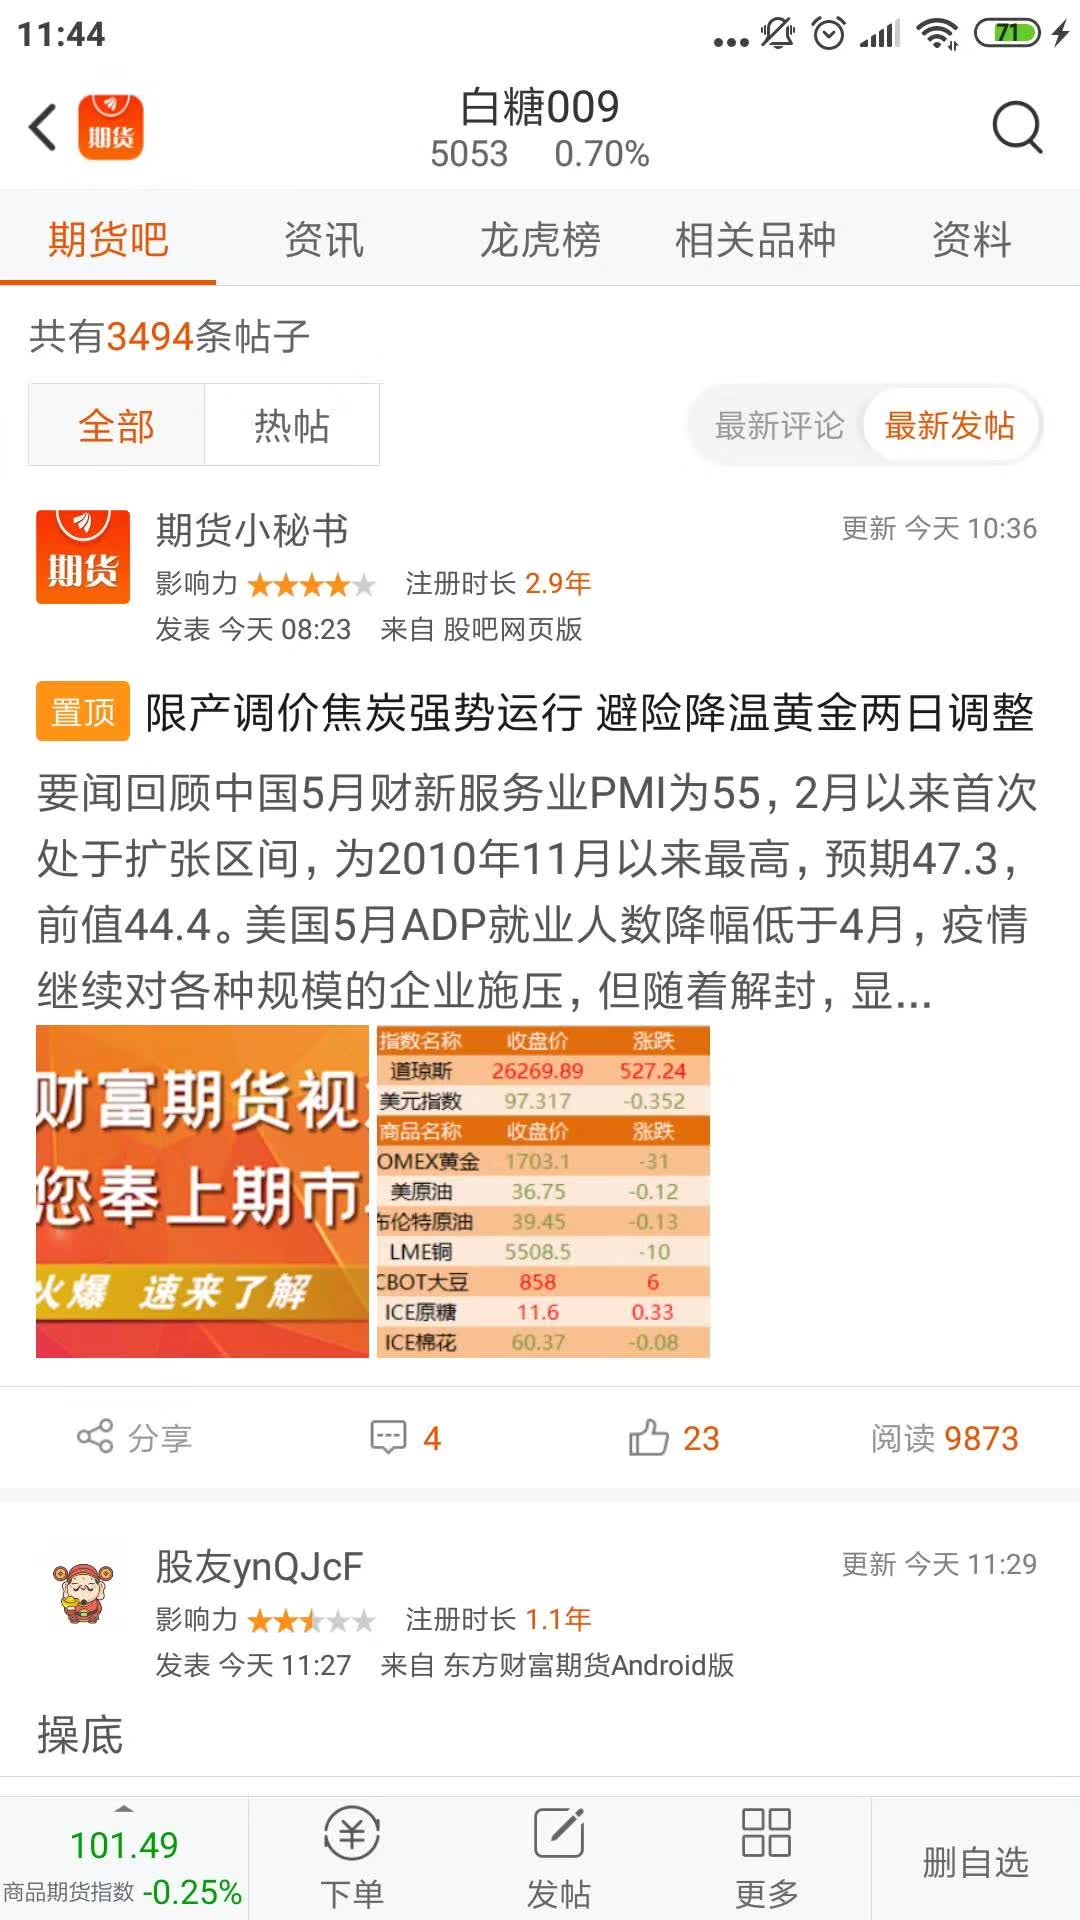 11:44
71
期货
白糖009
5053 0.70%
期货吧 资讯 龙虎榜 相关品种 资料
共有3494条帖子
全部 热帖 最新评论 最新发帖
期货
期货小秘书 更新 今天 10:36
影响力 注册时长 2.9年
发表 今天 08:23 来自 股吧网页版
置顶 限产调价焦炭强势运行 避险降温黄金两日调整
要闻回顾中国5月财新服务业PMI为55，2月以来首次
处于扩张区间，为2010年11月以来最高，预期47.3，
前值44.4。美国5月ADP就业人数降幅低于4月，疫情
继续对各种规模的企业施压，但随着解封，显...
财富期货视
您奉上期市
火爆 速来了解
指数名称 收盘价 涨跌
道琼斯 26269.89 527.24
美元指数 97.317 -0.352
商品名称 收盘价 涨跌
OMEX黄金 1703.1 -31
美原油 36.75 -0.12
布伦特原油 39.45 -0.13
LME铜 5508.5 -10
CBOT大豆 858 6
ICE原糖 11.6 0.33
ICE棉花 60.37 -0.08
分享 4 23 阅读 9873
股友ynQJcF 更新 今天 11:29
影响力 注册时长 1.1年
发表 今天 11:27 来自 东方财富期货Android版
操底
101.49
商品期货指数 -0.25%
下单 发帖 更多 删自选